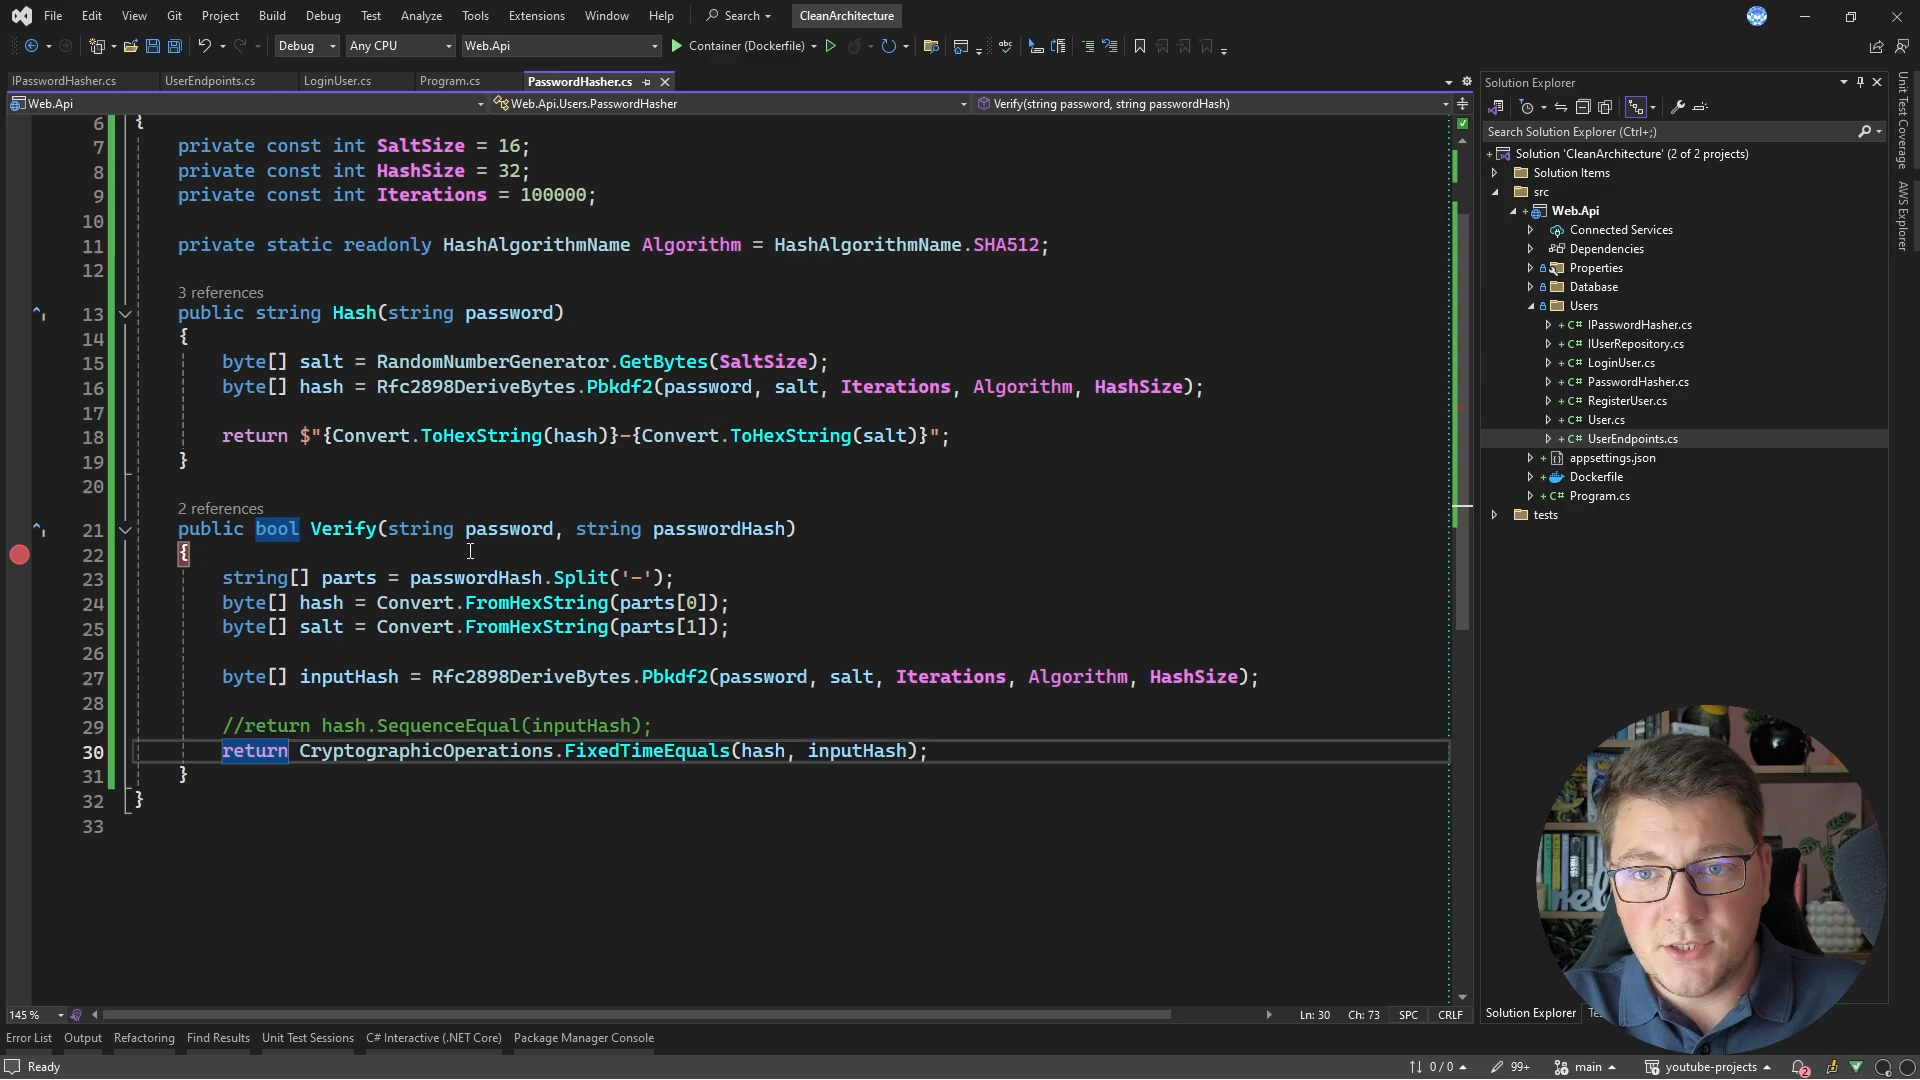 File Edit View Git Project Build Debug Test Analyze Tools Extensions Window Help Search CleanArchitecture
Debug Any CPU Web.Api Container (Dockerfile)
IPasswordHasher.cs UserEndpoints.cs LoginUser.cs Program.cs PasswordHasher.cs
Web.Api Web.Api.Users.PasswordHasher Verify(string password, string passwordHash)
6 {
7 private const int SaltSize = 16;
8 private const int HashSize = 32;
9 private const int Iterations = 100000;
10
11 private static readonly HashAlgorithmName Algorithm = HashAlgorithmName.SHA512;
12
3 references
13 public string Hash(string password)
14 {
15 byte[] salt = RandomNumberGenerator.GetBytes(SaltSize);
16 byte[] hash = Rfc2898DeriveBytes.Pbkdf2(password, salt, Iterations, Algorithm, HashSize);
17
18 return $"{Convert.ToHexString(hash)}-{Convert.ToHexString(salt)}";
19 }
20
2 references
21 public bool Verify(string password, string passwordHash)
22 {
23 string[] parts = passwordHash.Split('-');
24 byte[] hash = Convert.FromHexString(parts[0]);
25 byte[] salt = Convert.FromHexString(parts[1]);
26
27 byte[] inputHash = Rfc2898DeriveBytes.Pbkdf2(password, salt, Iterations, Algorithm, HashSize);
28
29 //return hash.SequenceEqual(inputHash);
30 return CryptographicOperations.FixedTimeEquals(hash, inputHash);
31 }
32 }
33
145 % Ln: 30 Ch: 73 SPC CRLF
Solution Explorer
Search Solution Explorer (Ctrl+;)
Solution 'CleanArchitecture' (2 of 2 projects)
Solution Items
src
Web.Api
Connected Services
Dependencies
Properties
Database
Users
C# IPasswordHasher.cs
C# IUserRepository.cs
C# LoginUser.cs
C# PasswordHasher.cs
C# RegisterUser.cs
C# User.cs
C# UserEndpoints.cs
appsettings.json
Dockerfile
C# Program.cs
tests
Solution Explorer
Unit Test Coverage
AWS Explorer
Error List Output Refactoring Find Results Unit Test Sessions C# Interactive (.NET Core) Package Manager Console
Ready 0 / 0 99+ main youtube-projects 2